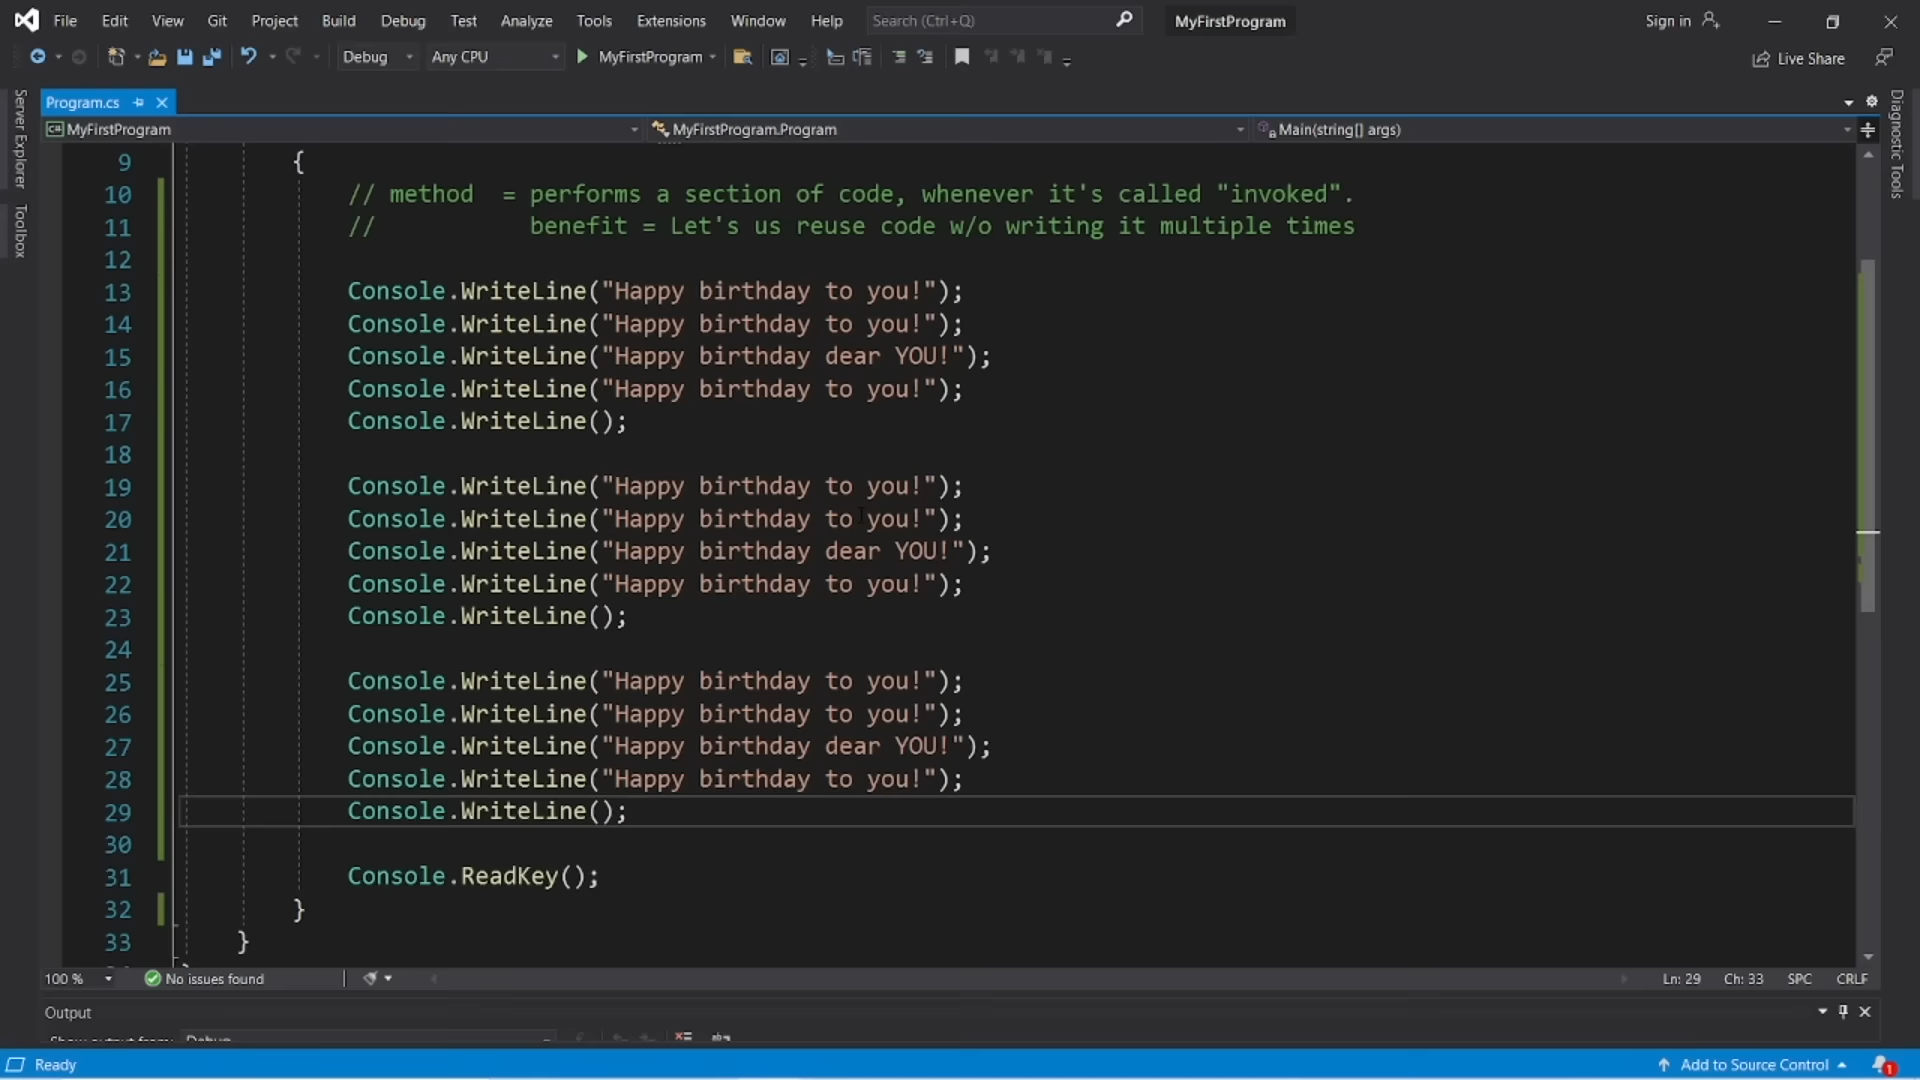 File Edit View Git Project Build Debug Test Analyze Tools Extensions Window Help Search (Ctrl+Q) MyFirstProgram Sign in
Debug Any CPU MyFirstProgram Live Share
Program.cs
MyFirstProgram MyFirstProgram.Program Main(string[] args)
Server Explorer
Toolbox
Diagnostic Tools
9 {
10 // method = performs a section of code, whenever it's called "invoked".
11 // benefit = Let's us reuse code w/o writing it multiple times
12
13 Console.WriteLine("Happy birthday to you!");
14 Console.WriteLine("Happy birthday to you!");
15 Console.WriteLine("Happy birthday dear YOU!");
16 Console.WriteLine("Happy birthday to you!");
17 Console.WriteLine();
18
19 Console.WriteLine("Happy birthday to you!");
20 Console.WriteLine("Happy birthday to you!");
21 Console.WriteLine("Happy birthday dear YOU!");
22 Console.WriteLine("Happy birthday to you!");
23 Console.WriteLine();
24
25 Console.WriteLine("Happy birthday to you!");
26 Console.WriteLine("Happy birthday to you!");
27 Console.WriteLine("Happy birthday dear YOU!");
28 Console.WriteLine("Happy birthday to you!");
29 Console.WriteLine();
30
31 Console.ReadKey();
32 }
33 }
100 % No issues found Ln: 29 Ch: 33 SPC CRLF
Output
Show output from: Debug
Ready Add to Source Control 1